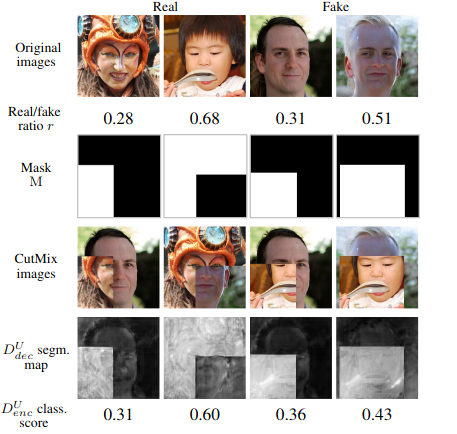 Real Fake
Original
images
Real/fake
ratio r
0.28 0.68 0.31 0.51
Mask
M
CutMix
images
D^U_dec segm.
map
D^U_enc class.
score
0.31 0.60 0.36 0.43